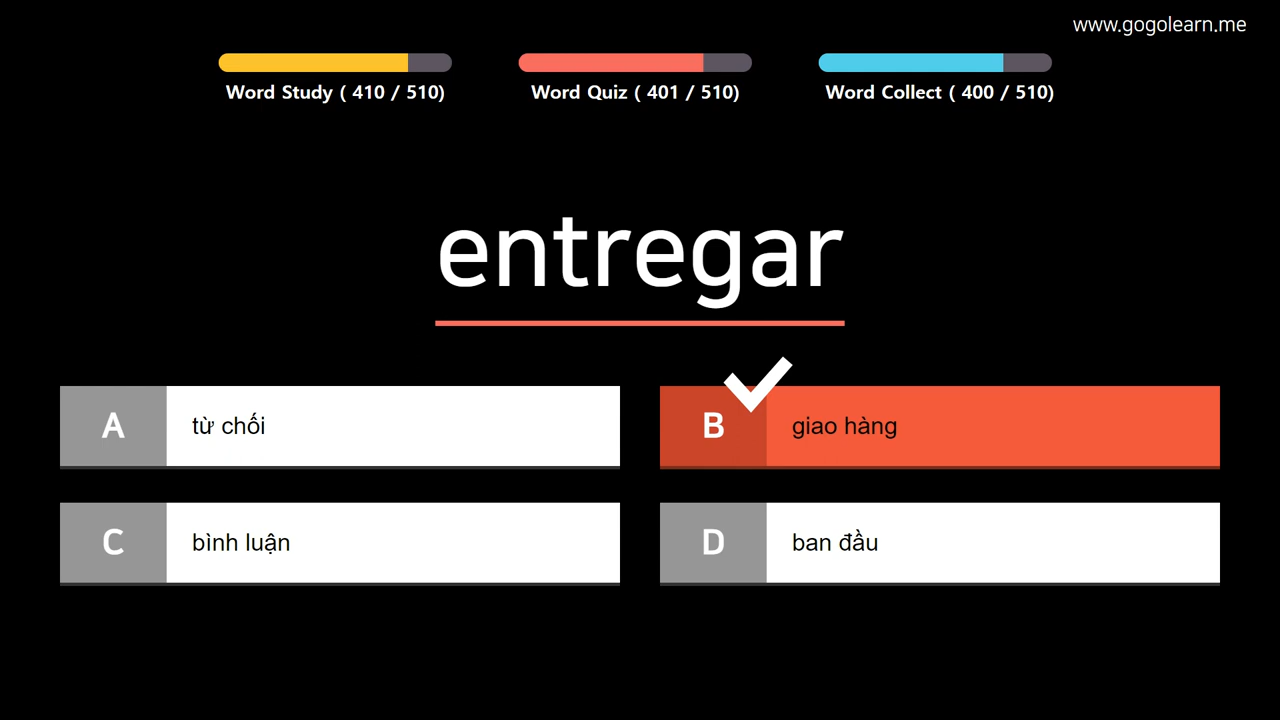 www.gogolearn.me
Word Study ( 410 / 510)
Word Quiz ( 401 / 510)
Word Collect ( 400 / 510)
entregar
A
từ chối
B
giao hàng
C
bình luận
D
ban đầu